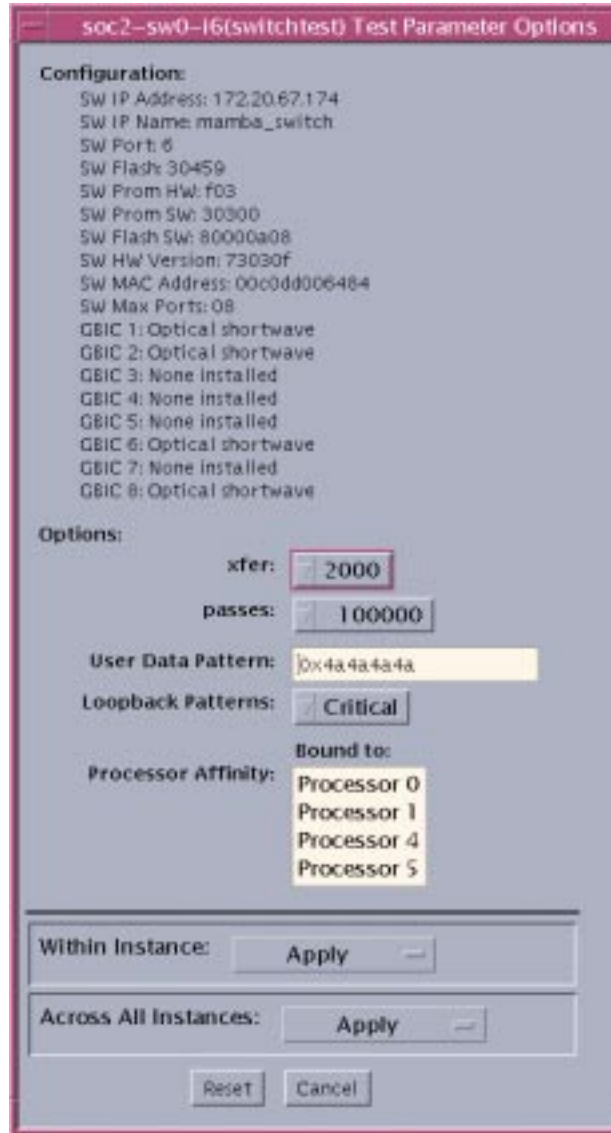 soc2-sw0-i6(switchtest) Test Parameter Options
Configuration:
SW IP Address: 172.20.67.174
SW IP Name: mamba_switch
SW Port: 6
SW Flash: 30459
SW Prom HW: f03
SW Prom SW: 30300
SW Flash SW: 80000a08
SW HW Version: 73030f
SW MAC Address: 00c0dd006484
SW Max Ports: 08
GBIC 1: Optical shortwave
GBIC 2: Optical shortwave
GBIC 3: None installed
GBIC 4: None installed
GBIC 5: None installed
GBIC 6: Optical shortwave
GBIC 7: None installed
GBIC 8: Optical shortwave
Options:
xfer: 2000
passes: 100000
User Data Pattern: 0x4a4a4a4a
Loopback Patterns: Critical
Bound to:
Processor Affinity:
Processor 0
Processor 1
Processor 4
Processor 5
Within Instance: Apply
Across All Instances: Apply
Reset Cancel